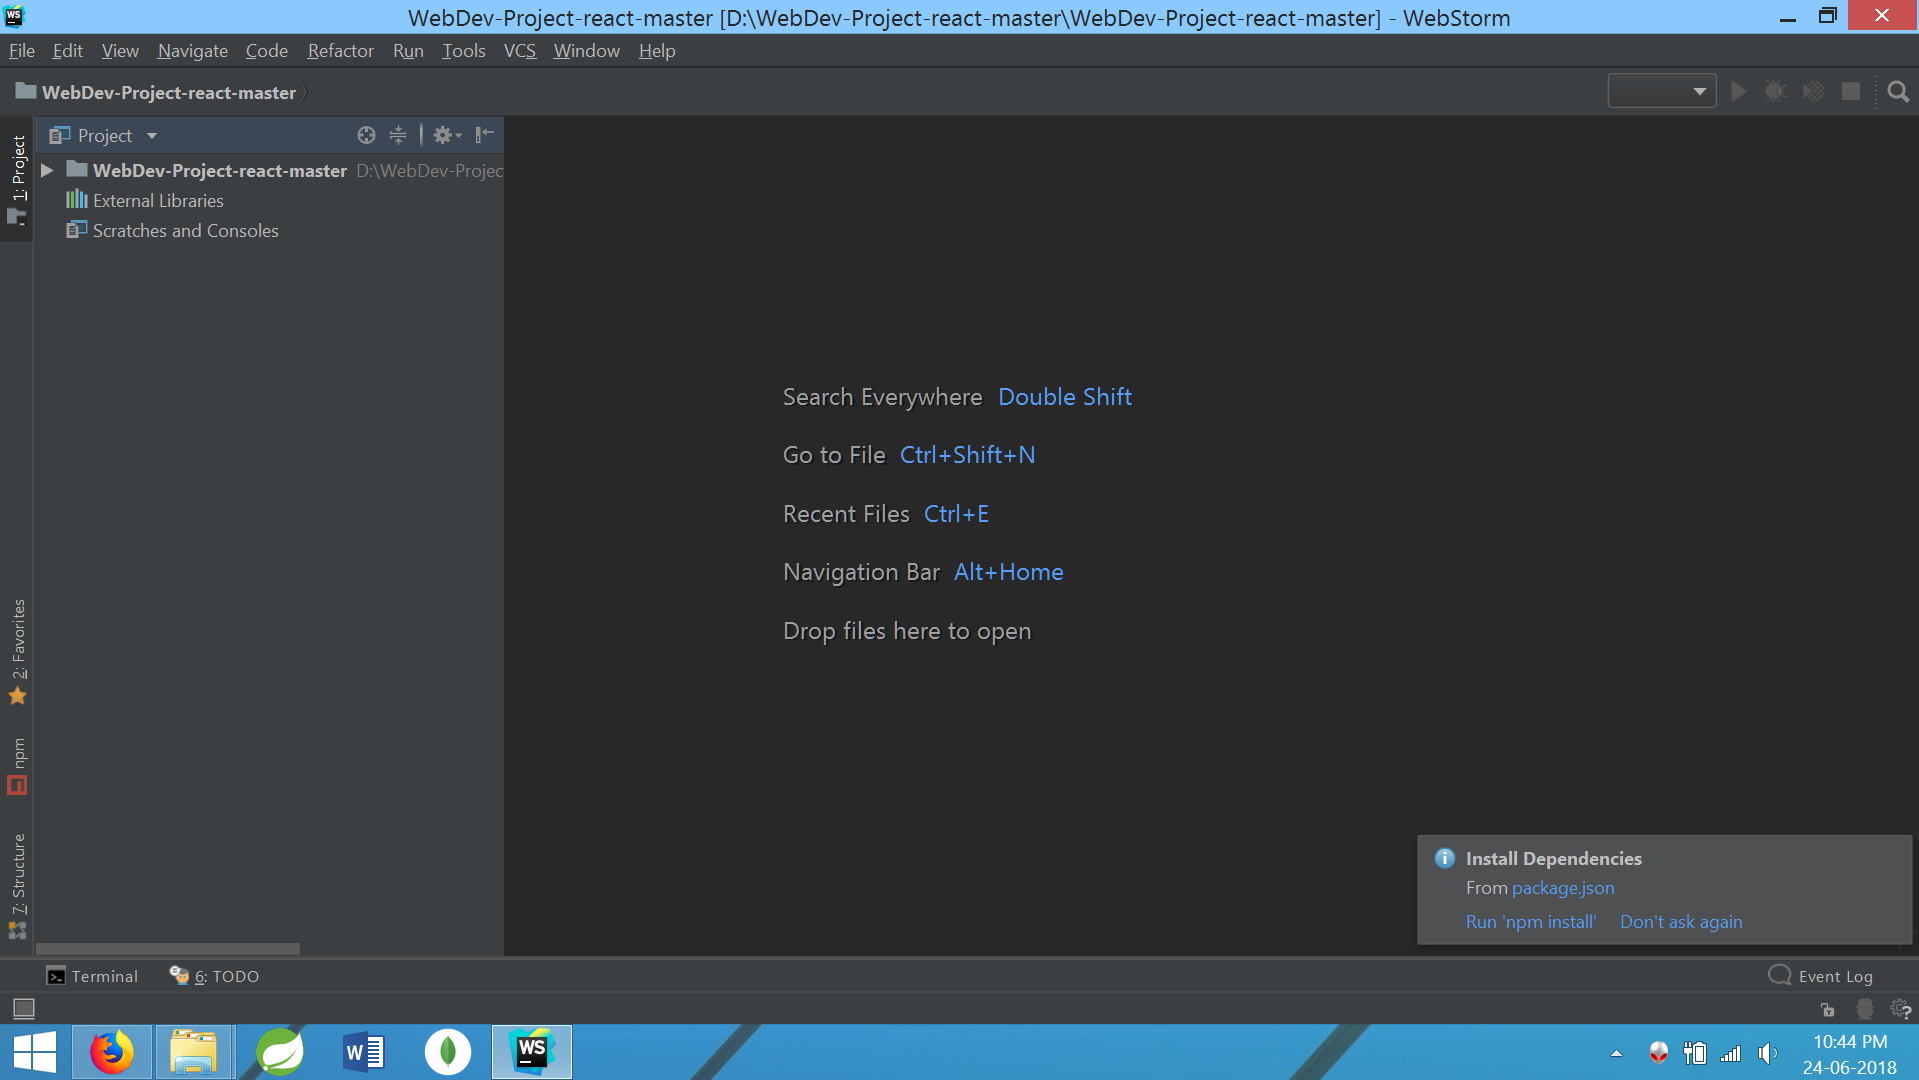 WebDev-Project-react-master [D:\WebDev-Project-react-master\WebDev-Project-react-master] - WebStorm
File Edit View Navigate Code Refactor Run Tools VCS Window Help
WebDev-Project-react-master
Project
1: Project
WebDev-Project-react-master D:\WebDev-Projec
External Libraries
Scratches and Consoles
Search Everywhere Double Shift
Go to File Ctrl+Shift+N
Recent Files Ctrl+E
Navigation Bar Alt+Home
Drop files here to open
2: Favorites
npm
7: Structure
Install Dependencies
From package.json
Run 'npm install' Don't ask again
Terminal 6: TODO Event Log
WS
10:44 PM
24-06-2018